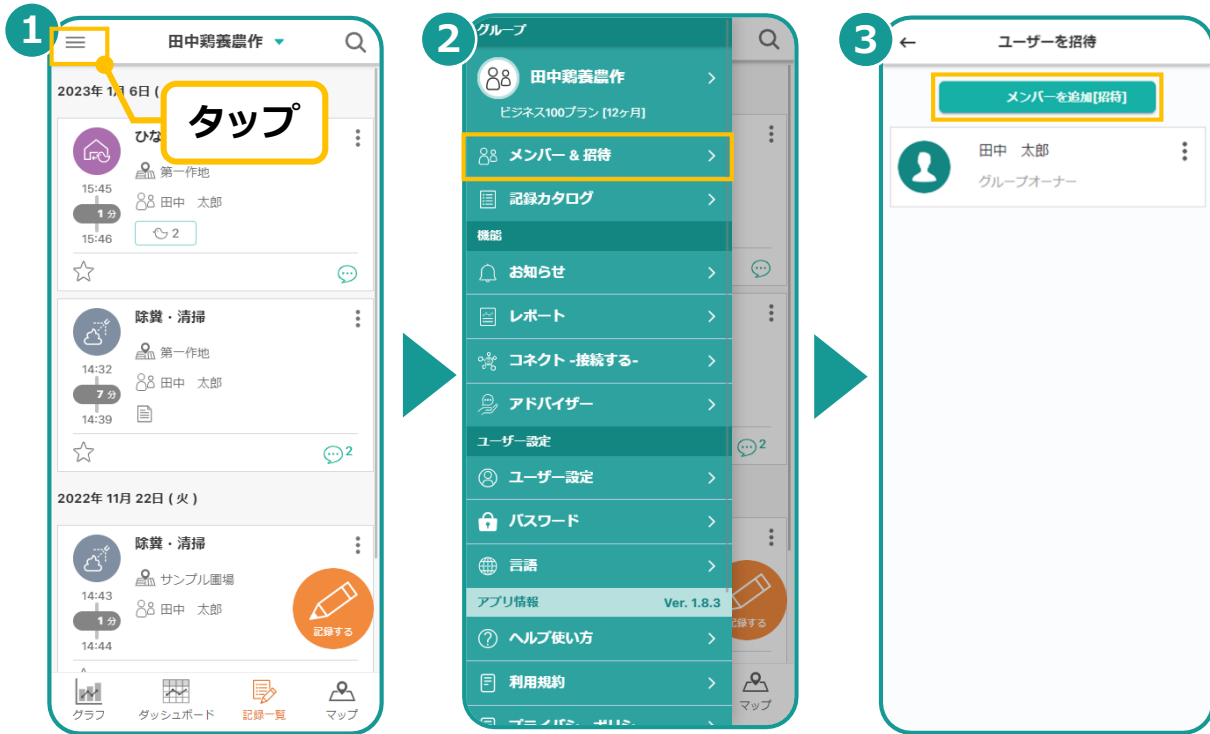 1
田中鶏養農作
2023年 1月 6日 (
タップ
ひな
第一作地
15:45
田中 太郎
1 分
15:46
2
除糞・清掃
第一作地
14:32
田中 太郎
7 分
14:39
2
2022年 11月 22日 ( 火 )
除糞・清掃
サンプル圃場
14:43
田中 太郎
1 分
14:44
記録する
グラフ
ダッシュボード
記録一覧
マップ
2
グループ
田中鶏養農作
ビジネス100プラン [12ヶ月]
メンバー & 招待
記録カタログ
機能
お知らせ
レポート
コネクト -接続する-
アドバイザー
ユーザー設定
2
ユーザー設定
パスワード
言語
アプリ情報 Ver. 1.8.3
記録する
ヘルプ使い方
利用規約
マップ
3
ユーザーを招待
メンバーを追加[招待]
田中 太郎
グループオーナー